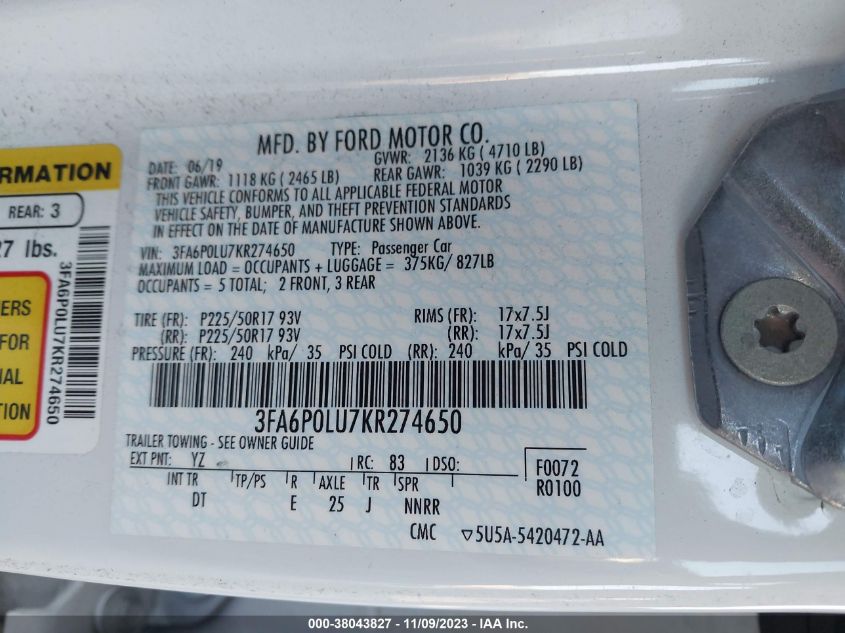 MFD. BY FORD MOTOR CO.
DATE: 06/19 GVWR: 2136 KG ( 4710 LB)
FRONT GAWR: 1118 KG ( 2465 LB) REAR GAWR: 1039 KG ( 2290 LB)
THIS VEHICLE CONFORMS TO ALL APPLICABLE FEDERAL MOTOR
VEHICLE SAFETY, BUMPER, AND THEFT PREVENTION STANDARDS
IN EFFECT ON THE DATE OF MANUFACTURE SHOWN ABOVE.
VIN: 3FA6P0LU7KR274650 TYPE: Passenger Car
MAXIMUM LOAD = OCCUPANTS + LUGGAGE = 375KG/ 827LB
OCCUPANTS = 5 TOTAL; 2 FRONT, 3 REAR
TIRE (FR): P225/50R17 93V RIMS (FR): 17x7.5J
(RR): P225/50R17 93V (RR): 17x7.5J
PRESSURE (FR): 240 kPa/ 35 PSI COLD (RR): 240 kPa/ 35 PSI COLD
3FA6P0LU7KR274650
TRAILER TOWING - SEE OWNER GUIDE
EXT PNT: YZ RC: 83 DSO: F0072
INT TR TP/PS R AXLE TR SPR R0100
DT E 25 J NNRR
CMC ▽5U5A-5420472-AA
RMATION
REAR: 3
27 lbs.
NERS
FOR
IAL
TION
3FA6P0LU7KR274650
000-38043827 - 11/09/2023 - IAA Inc.